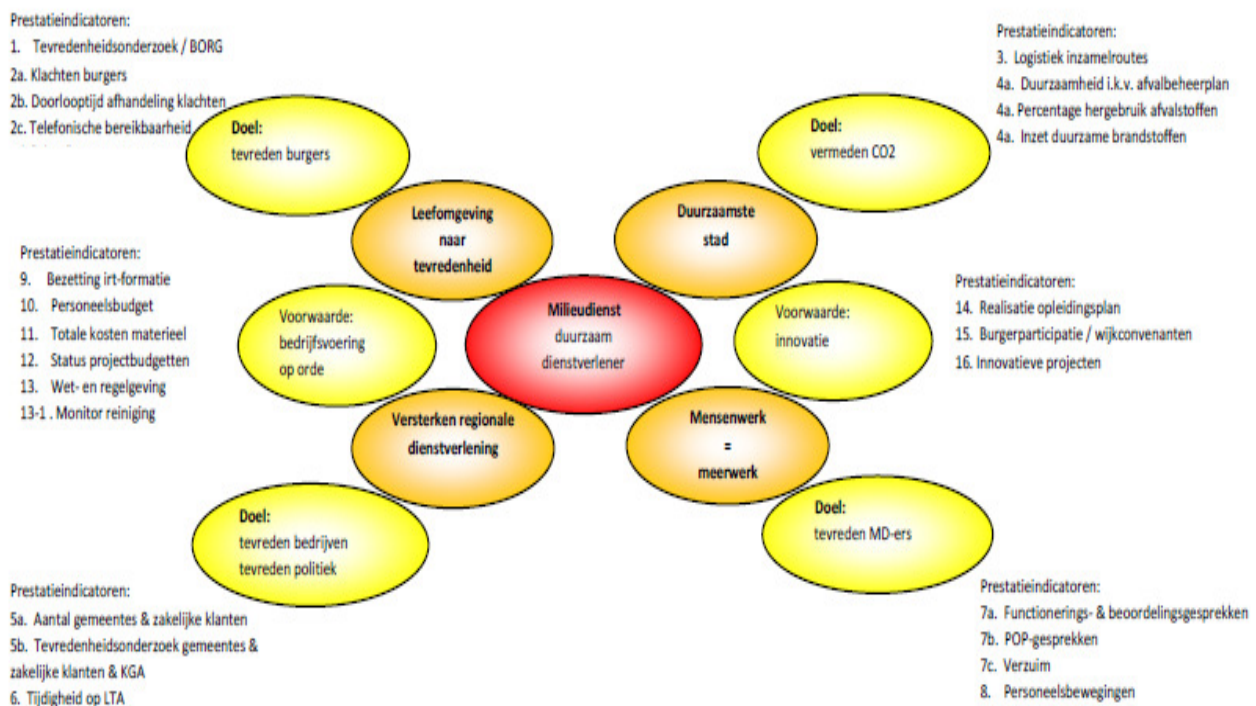 Prestatieindicatoren:
1. Tevredenheidsonderzoek / BORG
2a. Klachten burgers
2b. Doorlooptijd afhandeling klachten
2c. Telefonische bereikbaarheid
Doel:
tevreden burgers
Prestatieindicatoren:
3. Logistiek inzamelroutes
4a. Duurzaamheid i.k.v. afvalbeheerplan
4a. Percentage hergebruik afvalstoffen
4a. Inzet duurzame brandstoffen
Doel:
vermeden CO2
Leefomgeving
naar
tevredenheid
Duurzaamste
stad
Prestatieindicatoren:
9. Bezetting irt-formatie
10. Personeelsbudget
11. Totale kosten materieel
12. Status projectbudgetten
13. Wet- en regelgeving
13-1 . Monitor reiniging
Voorwaarde:
bedrijfsvoering
op orde
Milieudienst
duurzaam
dienstverlener
Voorwaarde:
innovatie
Prestatieindicatoren:
14. Realisatie opleidingsplan
15. Burgerparticipatie / wijkconvenanten
16. Innovatieve projecten
Versterken regionale
dienstverlening
Mensenwerk
=
meerwerk
Doel:
tevreden bedrijven
tevreden politiek
Doel:
tevreden MD-ers
Prestatieindicatoren:
5a. Aantal gemeentes & zakelijke klanten
5b. Tevredenheidsonderzoek gemeentes &
zakelijke klanten & KGA
6. Tijdigheid op LTA
Prestatieindicatoren:
7a. Functionerings- & beoordelingsgesprekken
7b. POP-gesprekken
7c. Verzuim
8. Personeelsbewegingen